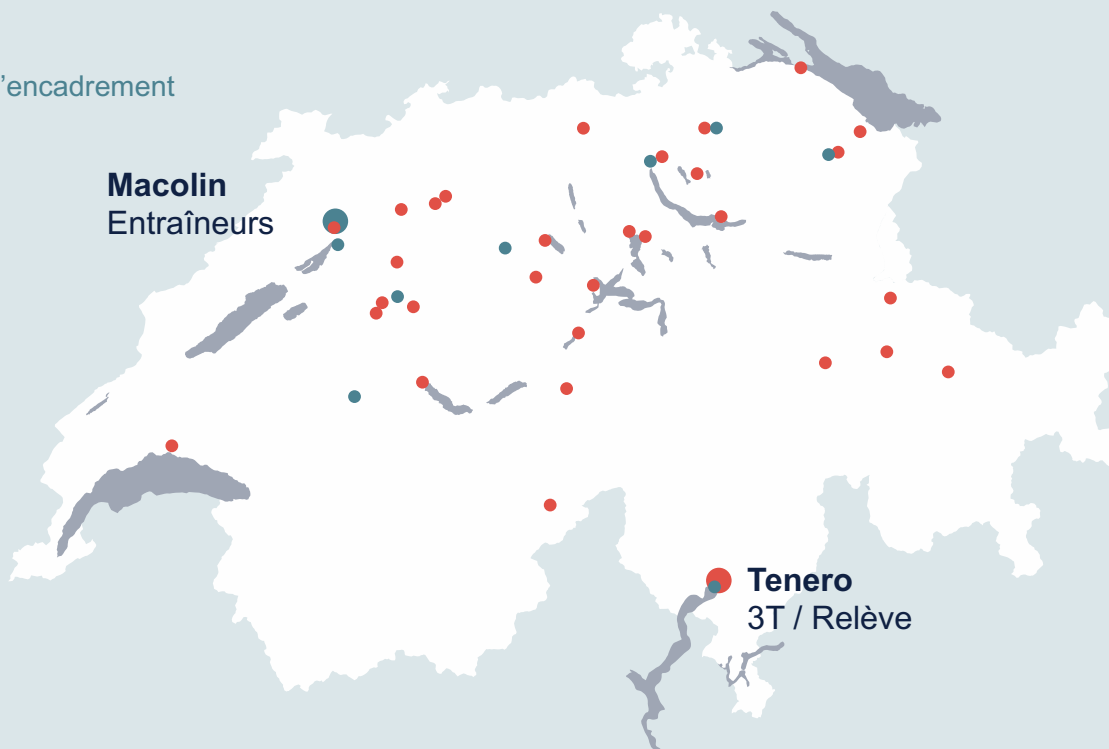 'encadrement
Macolin
Entraîneurs
Tenero
3T / Relève